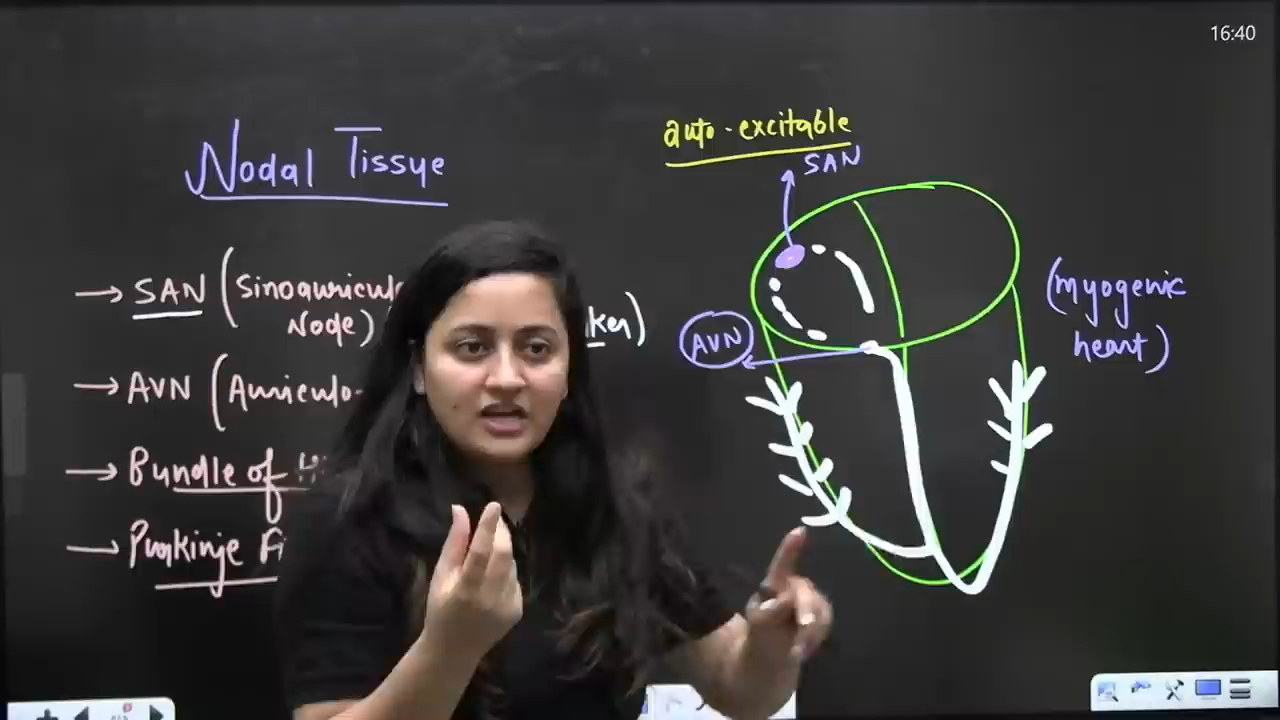 16:40
Nodal Tissue
→ SAN (Sinoauricul
Node)
ker)
→ AVN (Auriculo-
→ Bundle of
→ Purkinje
auto-excitable
SAN
AVN
(myogenic
heart)